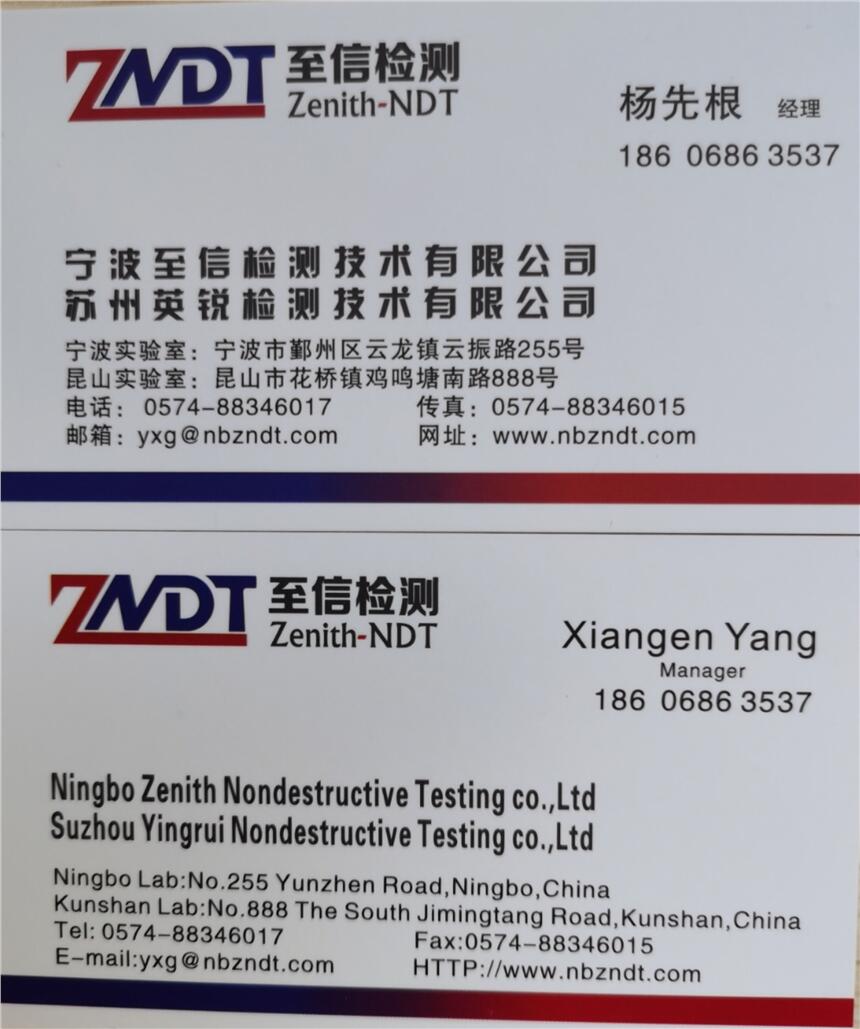 ZNDT 至信检测
Zenith-NDT
杨先根 经理
186 0686 3537
宁波至信检测技术有限公司
苏州英锐检测技术有限公司
宁波实验室：宁波市鄞州区云龙镇云振路255号
昆山实验室：昆山市花桥镇鸡鸣塘南路888号
电话：0574-88346017 传真：0574-88346015
邮箱：yxg@nbzndt.com 网址：www.nbzndt.com
ZNDT 至信检测
Zenith-NDT
Xiangen Yang
Manager
186 0686 3537
Ningbo Zenith Nondestructive Testing co.,Ltd
Suzhou Yingrui Nondestructive Testing co.,Ltd
Ningbo Lab:No.255 Yunzhen Road,Ningbo,China
Kunshan Lab:No.888 The South Jimingtang Road,Kunshan,China
Tel: 0574-88346017 Fax:0574-88346015
E-mail:yxg@nbzndt.com HTTP://www.nbzndt.com